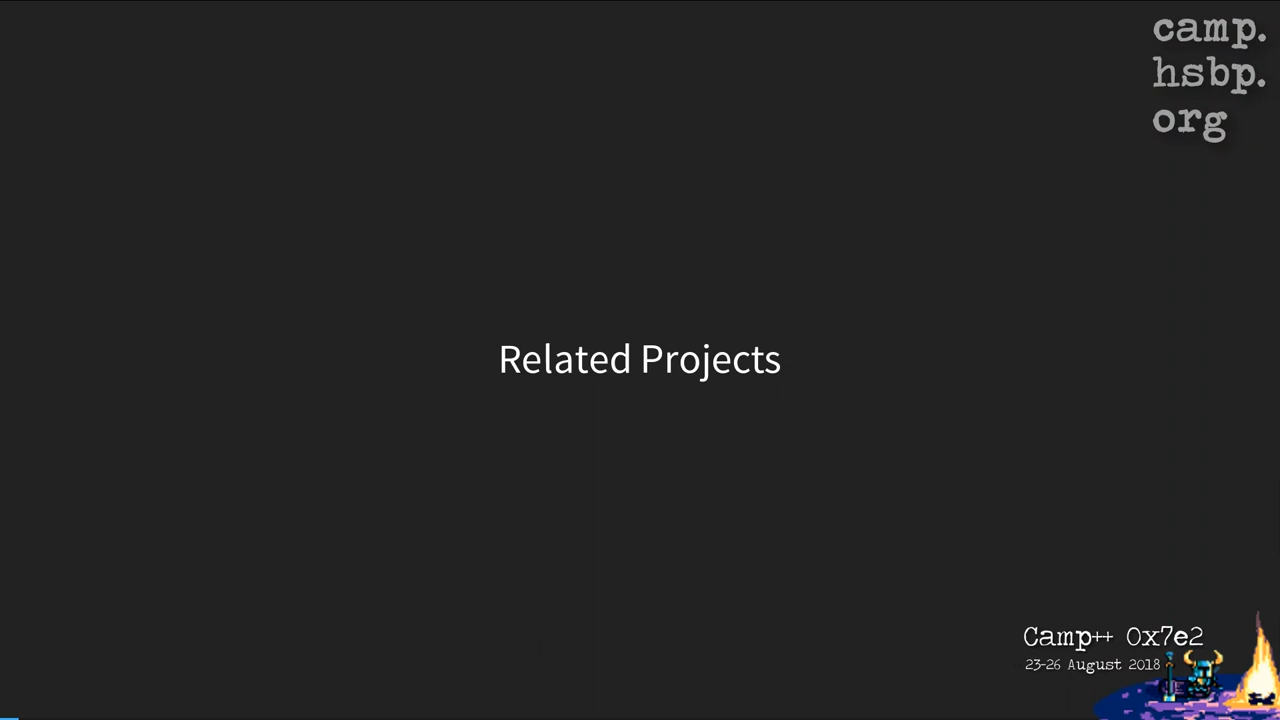 camp.
hsbp.
org
Related Projects
Camp++ 0x7e2
23-26 August 2018